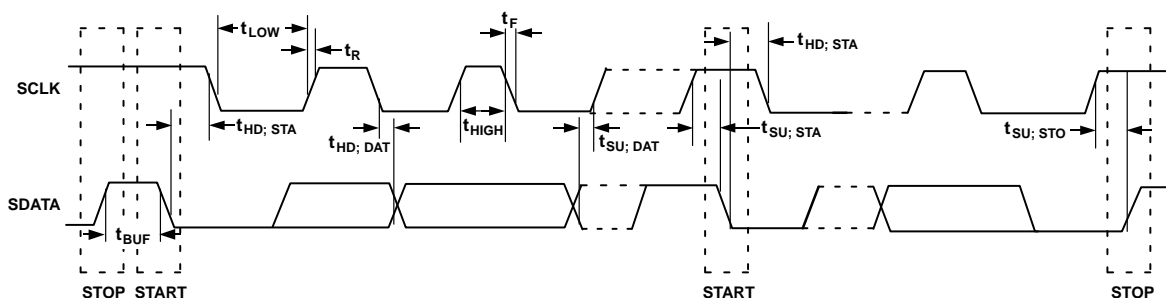 tLOW
tR
tF
tHD; STA
SCLK
tHD; STA
tHD; DAT
tHIGH
tSU; DAT
tSU; STA
tSU; STO
SDATA
tBUF
STOP
START
START
STOP